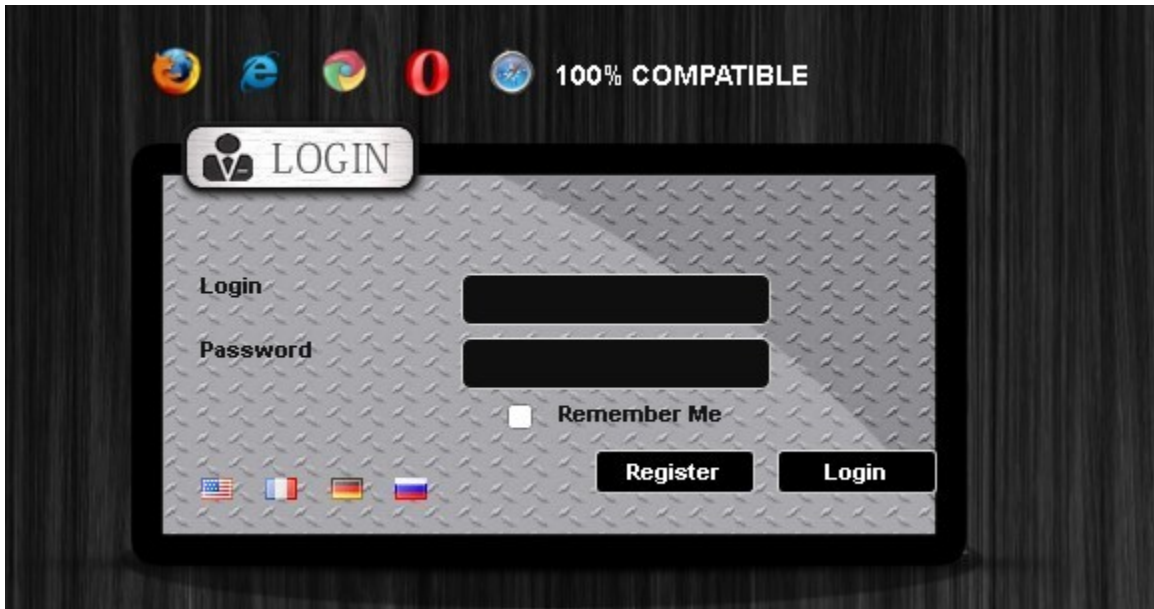 100% COMPATIBLE
LOGIN
Login
Password
Remember Me
Register Login